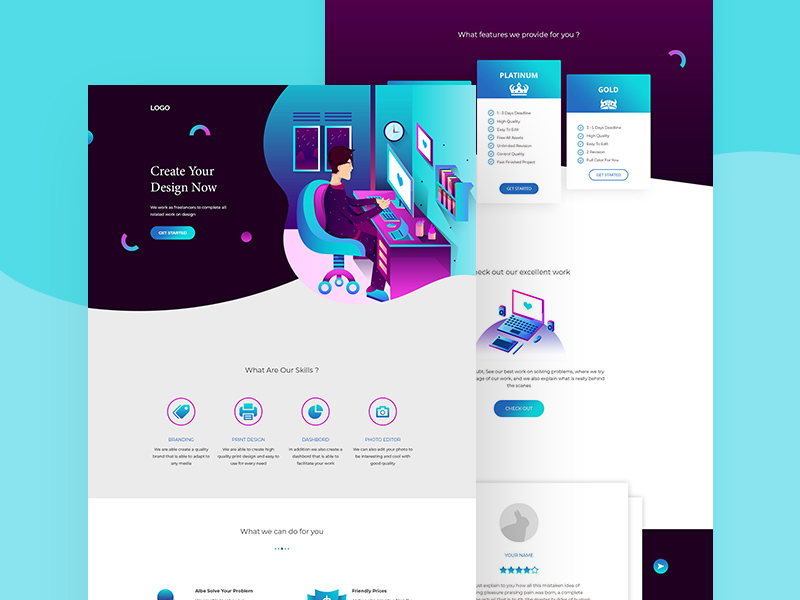 LOGO
Create Your
Design Now
We work as freelancers to complete all
related work on design
GET STARTED
What Are Our Skills ?
BRANDING
We are able create a quality
brand that is able to adapt to
any media
PRINT DESIGN
We are able to create high
quality print design and easy to
use for every need
DASHBORD
In addition we also create a
dashbord that is able to
facilitate your work
PHOTO EDITOR
We can also edit your photo to
be interesting and cool with
good quality
What we can do for you
Albe Solve Your Problem
Friendly Prices
What features we provide for you ?
PLATINUM
1 - 3 Days Deadline
High Quality
Easy To Edit
Free All Assets
Unlimited Revision
Control Quality
Fast Finished Project
GET STARTED
GOLD
3 - 5 Days Deadline
High Quality
Easy To Edit
2 Revision
Full Color For You
GET STARTED
eck out our excellent work
ubt. See our best work on solving problems, where we try
age of our work, and we also explain what is really behind
the scenes
CHECK OUT
YOUR NAME
ust explain to you how all this mistaken idea of
pleasure praising pain was born, a complete